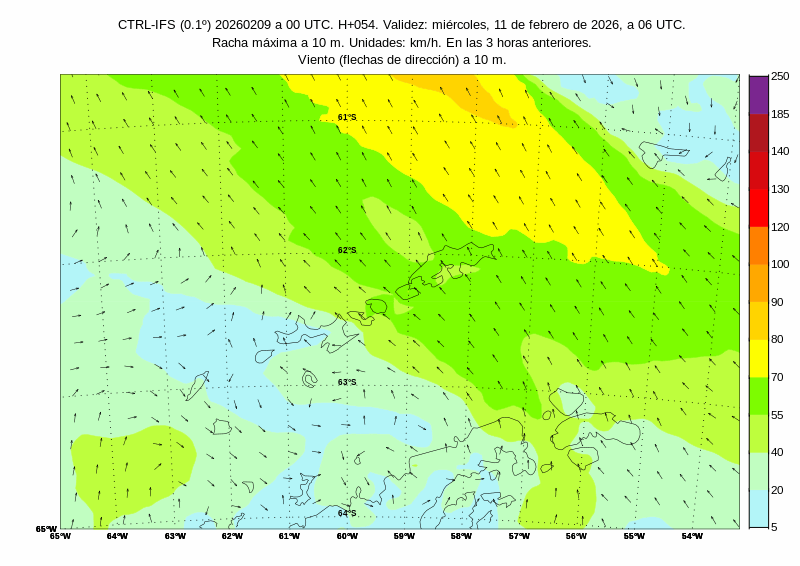 CTRL-IFS (0.1º) 20260209 a 00 UTC. H+054. Validez: miércoles, 11 de febrero de 2026, a 06 UTC.
Racha máxima a 10 m. Unidades: km/h. En las 3 horas anteriores.
Viento (flechas de dirección) a 10 m.
250
185
140
130
120
100
90
80
70
55
40
20
5
61°S
62°S
63°S
64°S
65°W
65°W 64°W 63°W 62°W 61°W 60°W 59°W 58°W 57°W 56°W 55°W 54°W